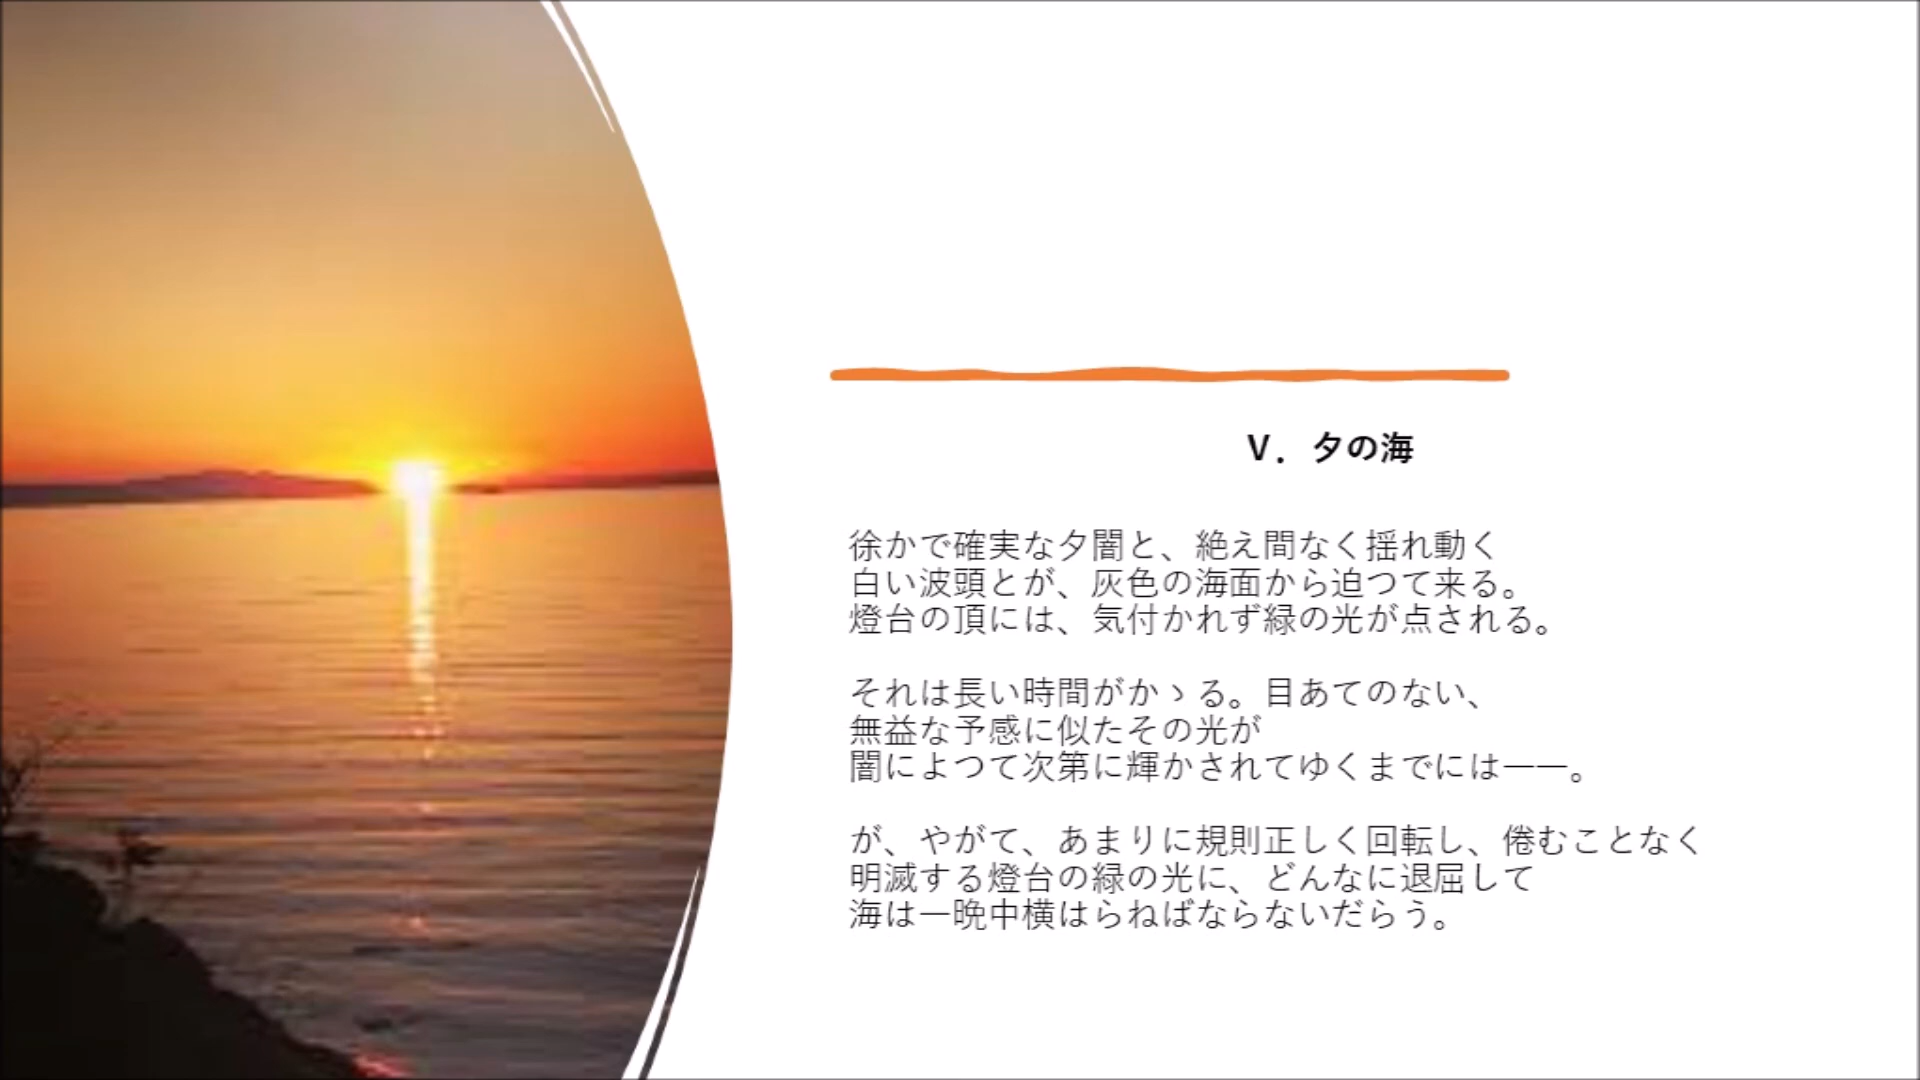 Ⅴ．夕の海
徐かで確実な夕闇と、絶え間なく揺れ動く
白い波頭とが、灰色の海面から迫つて来る。
燈台の頂には、気付かれず緑の光が点される。
それは長い時間がかゝる。目あてのない、
無益な予感に似たその光が
闇によつて次第に輝かされてゆくまでには――。
が、やがて、あまりに規則正しく回転し、倦むことなく
明滅する燈台の緑の光に、どんなに退屈して
海は一晩中横はらねばならないだらう。